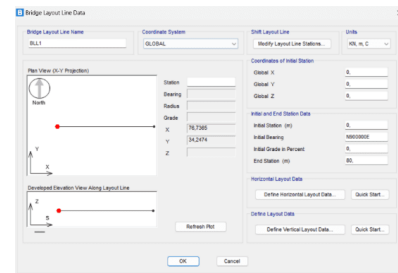 Bridge Layout Line Data
Bridge Layout Line Name
BLL1
Coordinate System
GLOBAL
Shift Layout Line
Modify Layout Line Stations...
Units
KN, m, C
Plan View (X-Y Projection)
North
Y
X
Station
Bearing
Radius
Grade
X 76,7365
Y 34,2474
Z
Coordinates of Initial Station
Global X 0,
Global Y 0,
Global Z 0,
Initial and End Station Data
Initial Station (m) 0,
Initial Bearing N900000E
Initial Grade in Percent 0,
End Station (m) 80,
Horizontal Layout Data
Define Horizontal Layout Data... Quick Start...
Developed Elevation View Along Layout Line
Z
S
Refresh Plot
Define Layout Data
Define Vertical Layout Data... Quick Start...
OK Cancel